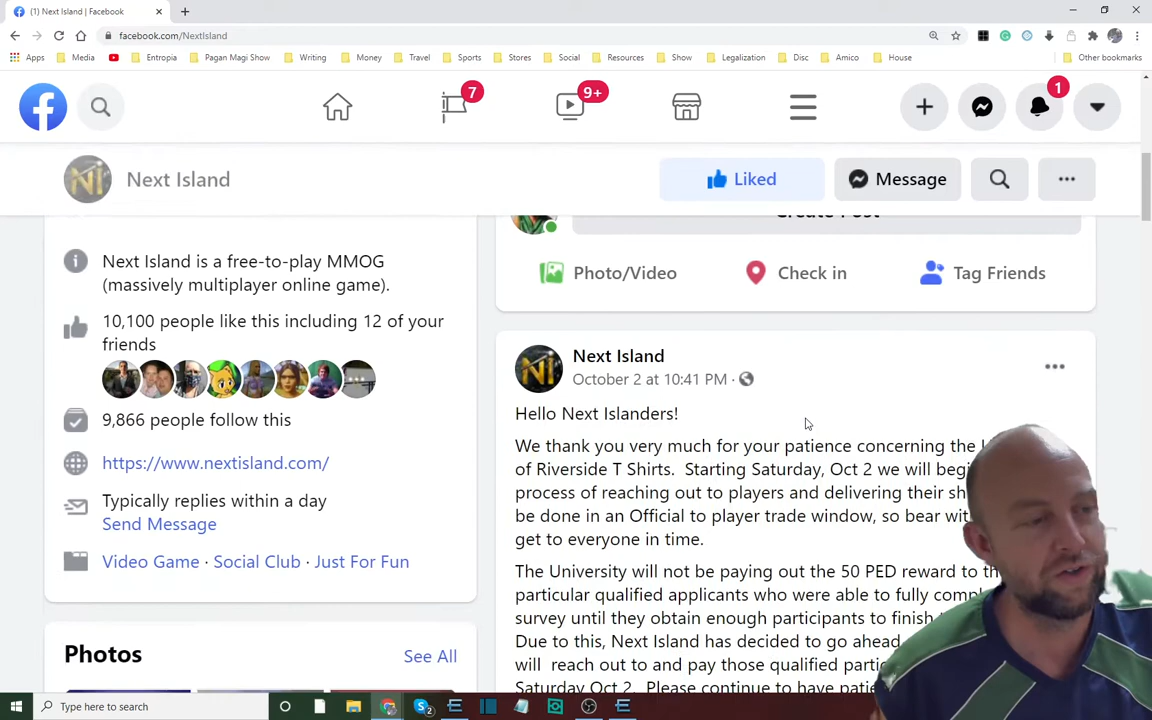 (1) Next Island | Facebook
facebook.com/NextIsland
Apps Media Entropia Pagan Magi Show Writing Money Travel Sports Stores Social Resources Show Legalization Disc Amico House Other bookmarks
7 9+ 1
Next Island Liked Message
Create Post
Photo/Video Check in Tag Friends
Next Island is a free-to-play MMOG
(massively multiplayer online game).
10,100 people like this including 12 of your
friends
9,866 people follow this
https://www.nextisland.com/
Typically replies within a day
Send Message
Video Game · Social Club · Just For Fun
Photos See All
Next Island
October 2 at 10:41 PM ·
Hello Next Islanders!
We thank you very much for your patience concerning the
of Riverside T Shirts. Starting Saturday, Oct 2 we will
process of reaching out to players and delivering their
be done in an Official to player trade window, so bear
get to everyone in time.
The University will not be paying out the 50 PED reward to
particular qualified applicants who were able to fully
survey until they obtain enough participants to finish
Due to this, Next Island has decided to go ahead
will reach out to and pay those qualified
Saturday Oct 2. Please continue to have
Type here to search